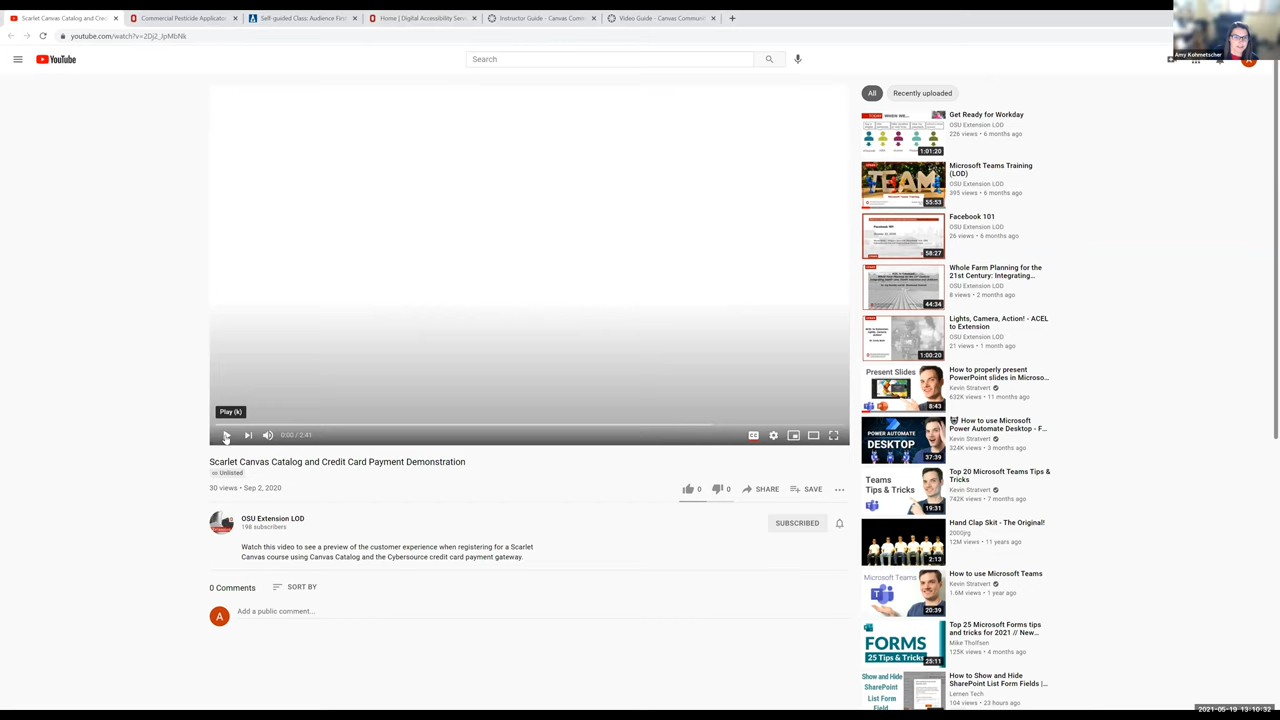 Scarlet Canvas Catalog and Cred
Commercial Pesticide Applicator
Self-guided Class: Audience First
Home | Digital Accessibility Serv
Instructor Guide - Canvas Comm
Video Guide - Canvas Communit
youtube.com/watch?v=2Dj2_JpMbNk
Amy Kohmetscher
YouTube
Search
All
Recently uploaded
Get Ready for Workday
OSU Extension LOD
226 views • 6 months ago
1:01:20
Microsoft Teams Training
(LOD)
OSU Extension LOD
395 views • 6 months ago
TEAM
55:53
Facebook 101
OSU Extension LOD
26 views • 6 months ago
58:27
Whole Farm Planning for the
21st Century: Integrating...
OSU Extension LOD
8 views • 2 months ago
44:34
Lights, Camera, Action! - ACEL
to Extension
OSU Extension LOD
21 views • 1 month ago
1:00:20
Present Slides
How to properly present
PowerPoint slides in Microso...
Kevin Stratvert
632K views • 11 months ago
8:43
POWER AUTOMATE
DESKTOP
How to use Microsoft
Power Automate Desktop - F...
Kevin Stratvert
324K views • 3 months ago
37:39
Teams
Tips & Tricks
Top 20 Microsoft Teams Tips &
Tricks
Kevin Stratvert
742K views • 7 months ago
19:31
Hand Clap Skit - The Original!
2000jrg
12M views • 11 years ago
2:13
Microsoft Teams
How to use Microsoft Teams
Kevin Stratvert
1.6M views • 1 year ago
20:39
FORMS
25 Tips & Tricks
Top 25 Microsoft Forms tips
and tricks for 2021 // New...
Mike Tholfsen
125K views • 4 months ago
25:11
Show and Hide
SharePoint
List Form
Field
How to Show and Hide
SharePoint List Form Fields |...
Lernen Tech
104 views • 23 hours ago
Play (k)
0:00 / 2:41
Scarlet Canvas Catalog and Credit Card Payment Demonstration
Unlisted
30 views • Sep 2, 2020
0
0
SHARE
SAVE
OSU Extension LOD
198 subscribers
SUBSCRIBED
Watch this video to see a preview of the customer experience when registering for a Scarlet
Canvas course using Canvas Catalog and the Cybersource credit card payment gateway.
0 Comments
SORT BY
A
Add a public comment...
2021-05-19 13:10:32